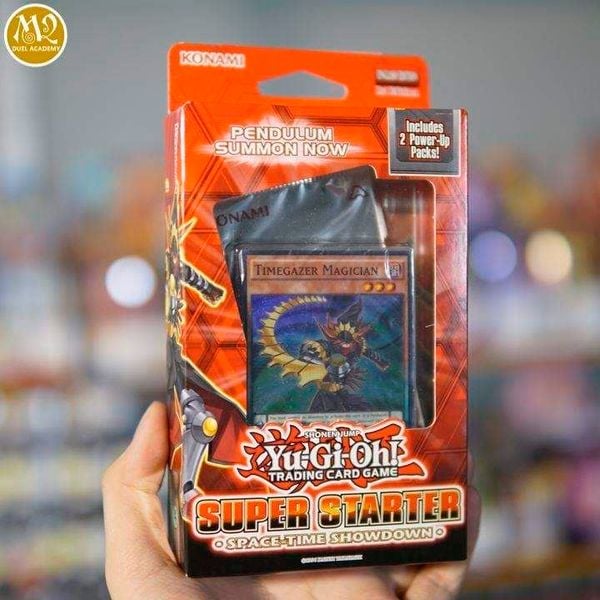 MQ
DUEL ACADEMY
KONAMI
PENDULUM
SUMMON NOW
Includes
2 Power-Up
Packs!
KONAMI
TIMEGAZER MAGICIAN
SHONEN JUMP
Yu-Gi-Oh!
TRADING CARD GAME
SUPER STARTER
• SPACE-TIME SHOWDOWN •